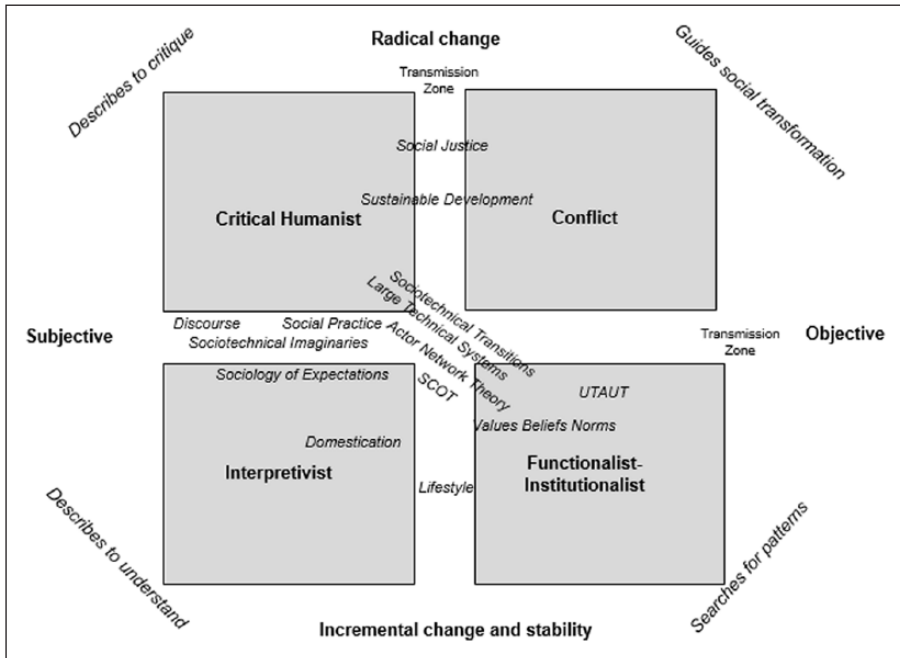 Radical change
Describes to critique
Guides social transformation
Transmission
Zone
Social Justice
Sustainable Development
Critical Humanist
Conflict
Sociotechnical Transitions
Large Technical Systems
Actor Network Theory
SCOT
Subjective
Discourse
Social Practice
Sociotechnical Imaginaries
Transmission
Zone
Objective
Sociology of Expectations
UTAUT
Values Beliefs Norms
Domestication
Interpretivist
Functionalist-
Institutionalist
Lifestyle
Describes to understand
Searches for patterns
Incremental change and stability